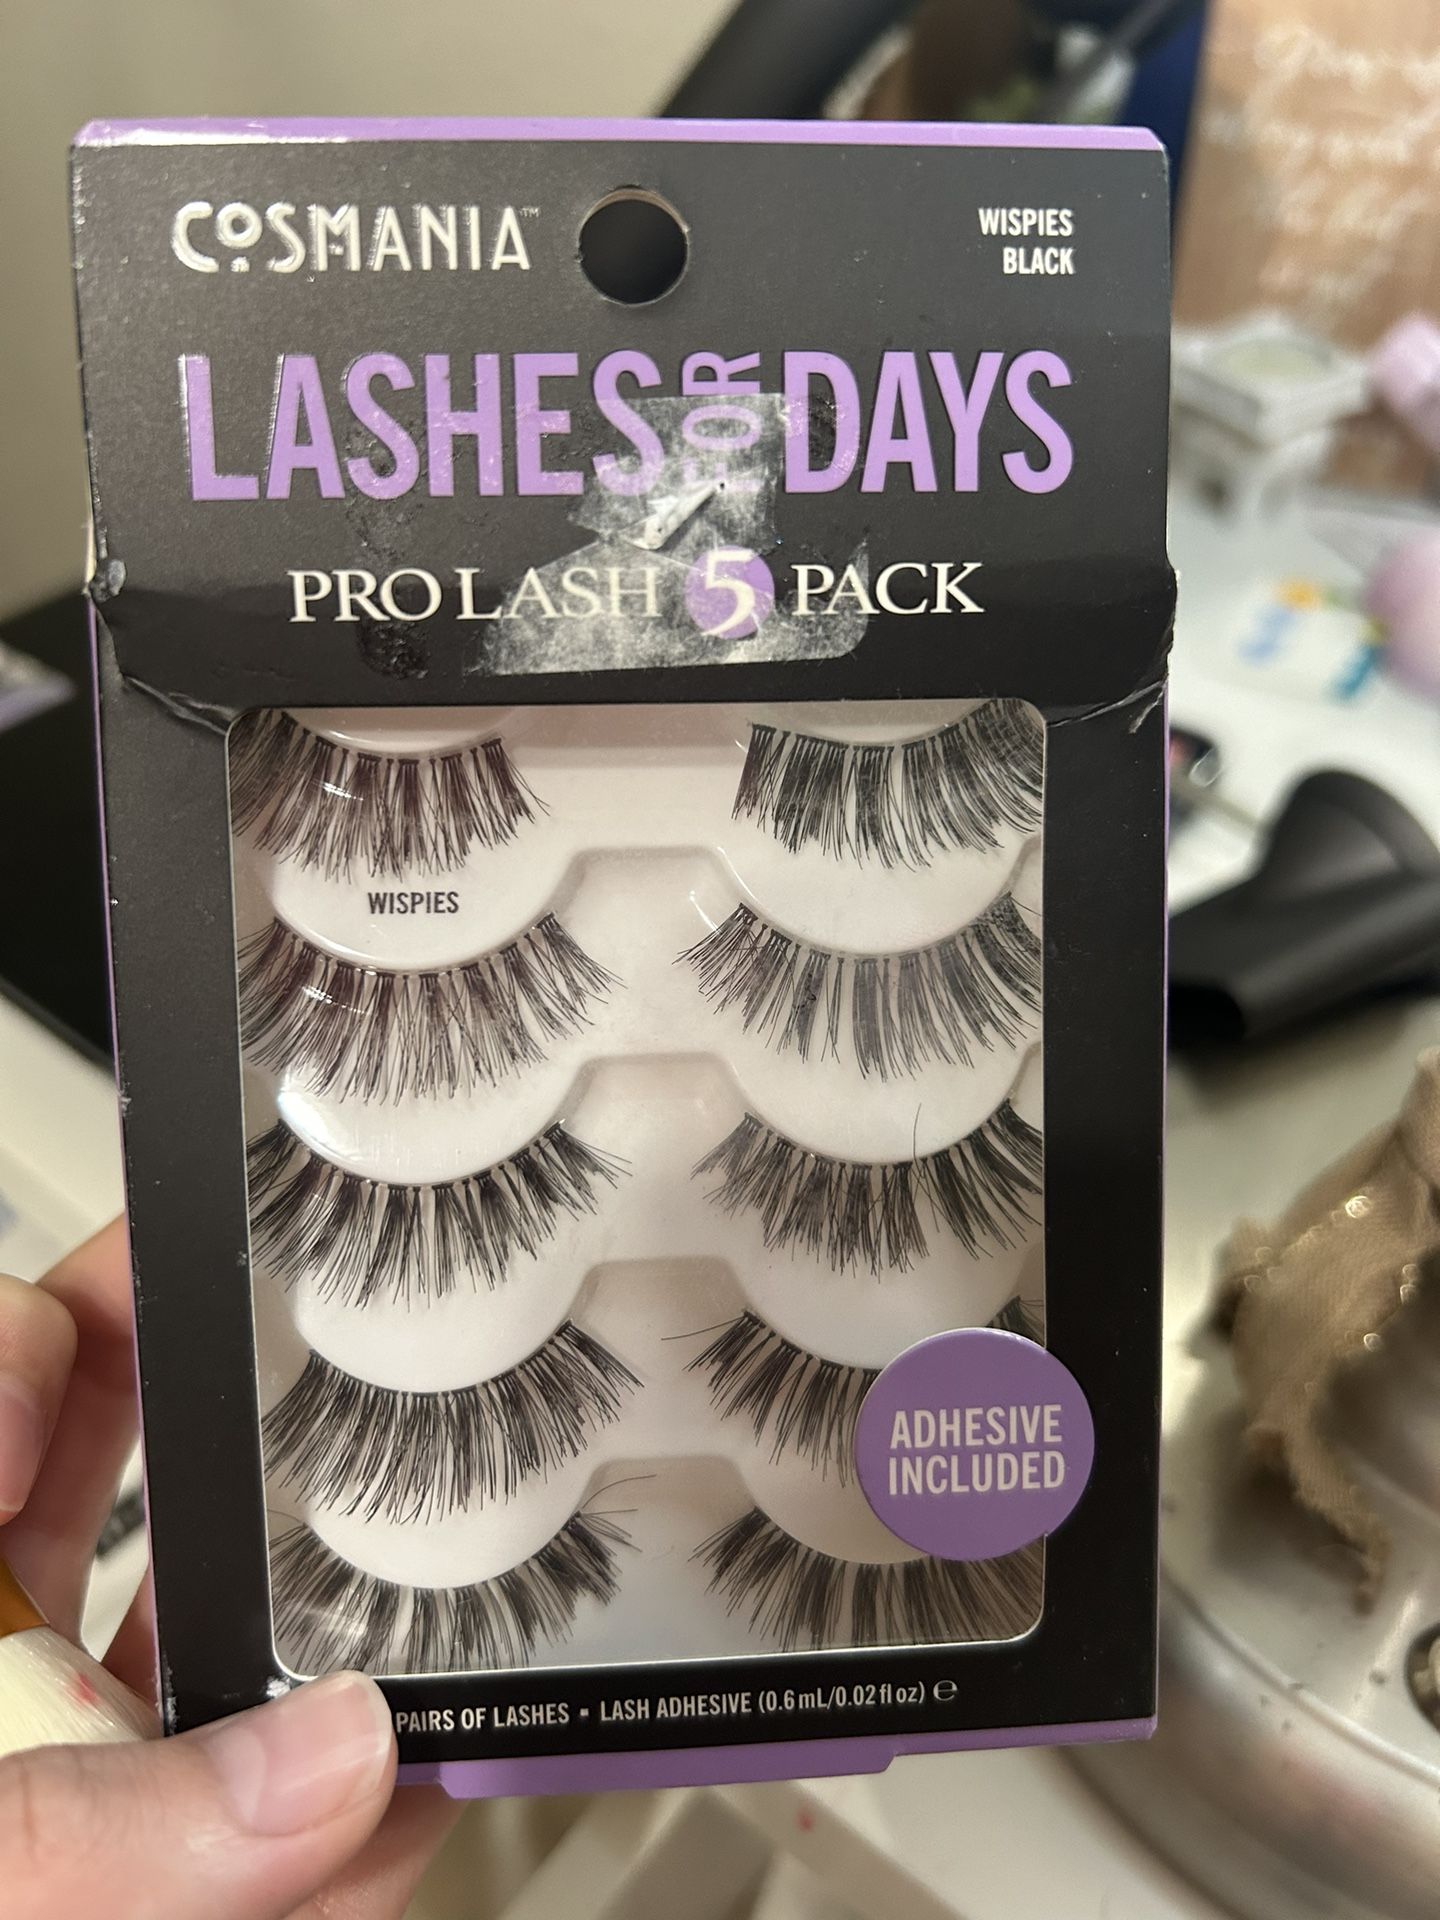 COSMANIA™
WISPIES
BLACK
LASHES FOR DAYS
PRO LASH 5 PACK
WISPIES
ADHESIVE
INCLUDED
PAIRS OF LASHES ▪ LASH ADHESIVE (0.6 mL/0.02 fl oz) ℮